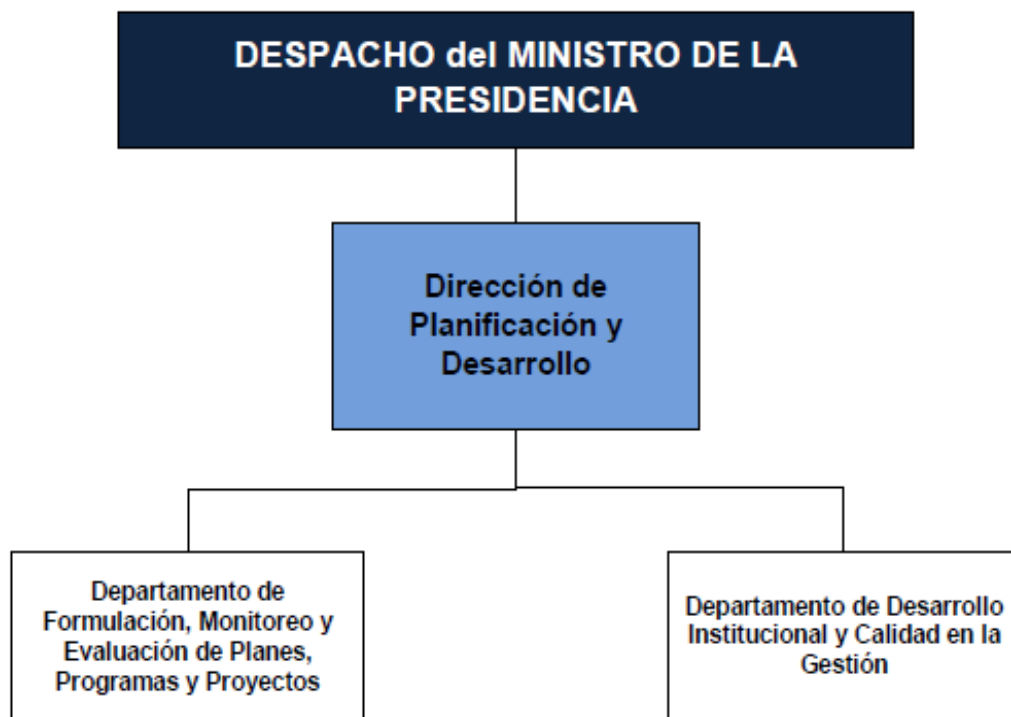 DESPACHO del MINISTRO DE LA
PRESIDENCIA
Dirección de
Planificación y
Desarrollo
Departamento de
Formulación, Monitoreo y
Evaluación de Planes,
Programas y Proyectos
Departamento de Desarrollo
Institucional y Calidad en la
Gestión